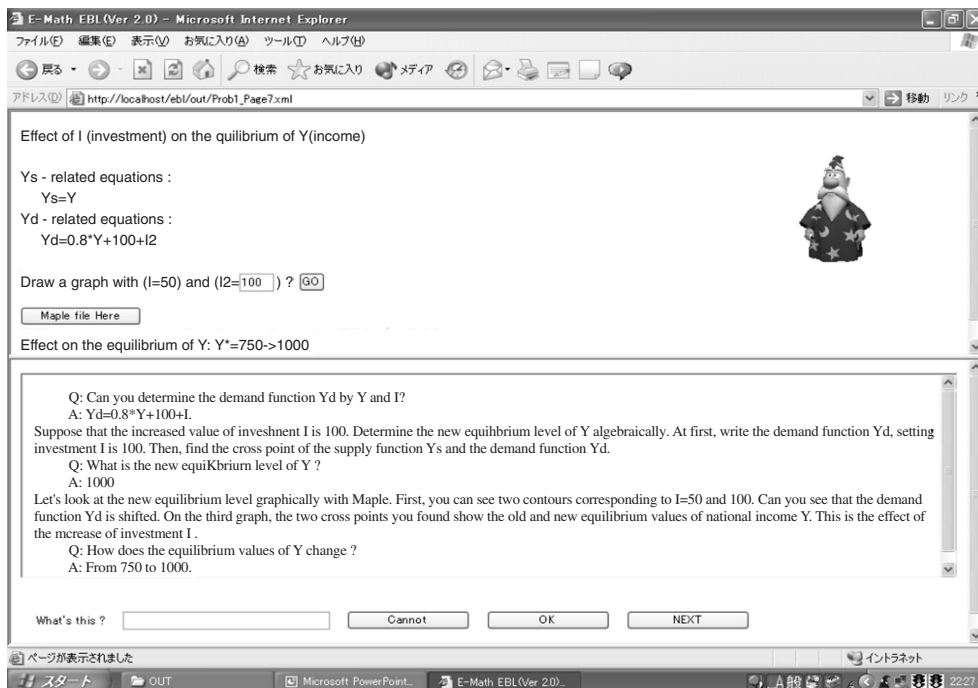 E-Math EBL(Ver 2.0) - Microsoft Internet Explorer
ファイル(F) 編集(E) 表示(V) お気に入り(A) ツール(T) ヘルプ(H)
戻る 検索 お気に入り メディア
アドレス(D) http://localhost/ebl/out/Prob1_Page7.xml 移動 リンク
Effect of I (investment) on the quilibrium of Y(income)
Ys - related equations :
Ys=Y
Yd - related equations :
Yd=0.8*Y+100+I2
Draw a graph with (I=50) and (I2= 100 ) ? GO
Maple file Here
Effect on the equilibrium of Y: Y*=750->1000
Q: Can you determine the demand function Yd by Y and I?
A: Yd=0.8*Y+100+I.
Suppose that the increased value of inveshnent I is 100. Determine the new equihbrium level of Y algebraically. At first, write the demand function Yd, setting
investment I is 100. Then, find the cross point of the supply function Ys and the demand function Yd.
Q: What is the new equiKbriurn level of Y ?
A: 1000
Let's look at the new equilibrium level graphically with Maple. First, you can see two contours corresponding to I=50 and 100. Can you see that the demand
function Yd is shifted. On the third graph, the two cross points you found show the old and new equilibrium values of national income Y. This is the effect of
the mcrease of investment I .
Q: How does the equilibrium values of Y change ?
A: From 750 to 1000.
What's this ? Cannot OK NEXT
ページが表示されました イントラネット
スタート OUT Microsoft PowerPoint... E-Math EBL(Ver 2.0)... A 般 22:27